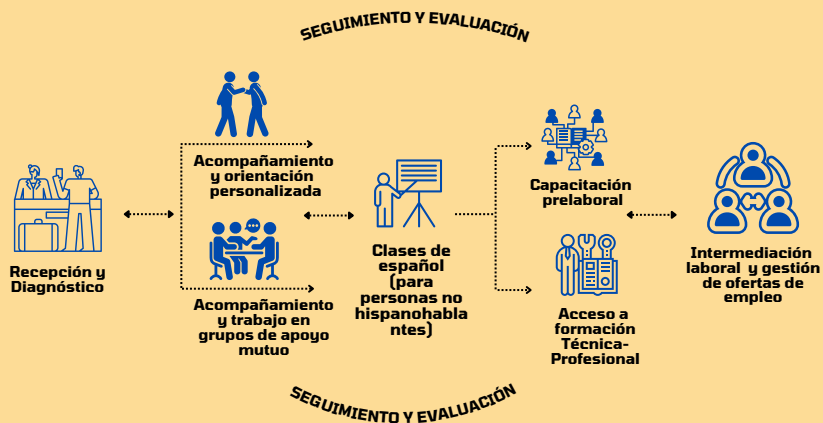 SEGUIMIENTO Y EVALUACIÓN
Recepción y
Diagnóstico
Acompañamiento
y orientación
personalizada
Acompañamiento
y trabajo en
grupos de apoyo
mutuo
Clases de
español
(para
personas no
hispanohabla
ntes)
Capacitación
prelaboral
Acceso a
formación
Técnica-
Profesional
Intermediación
laboral y gestión
de ofertas de
empleo
SEGUIMIENTO Y EVALUACIÓN